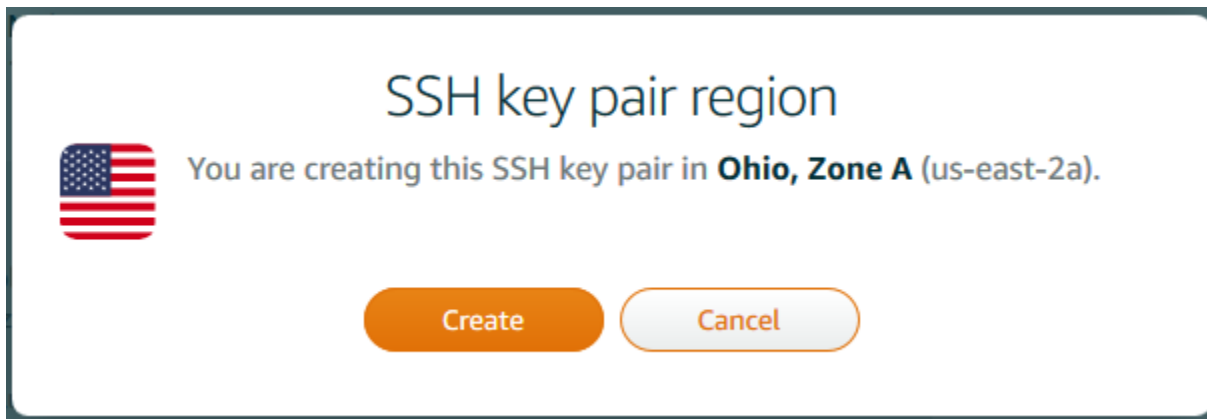 SSH key pair region
You are creating this SSH key pair in Ohio, Zone A (us-east-2a).
Create
Cancel